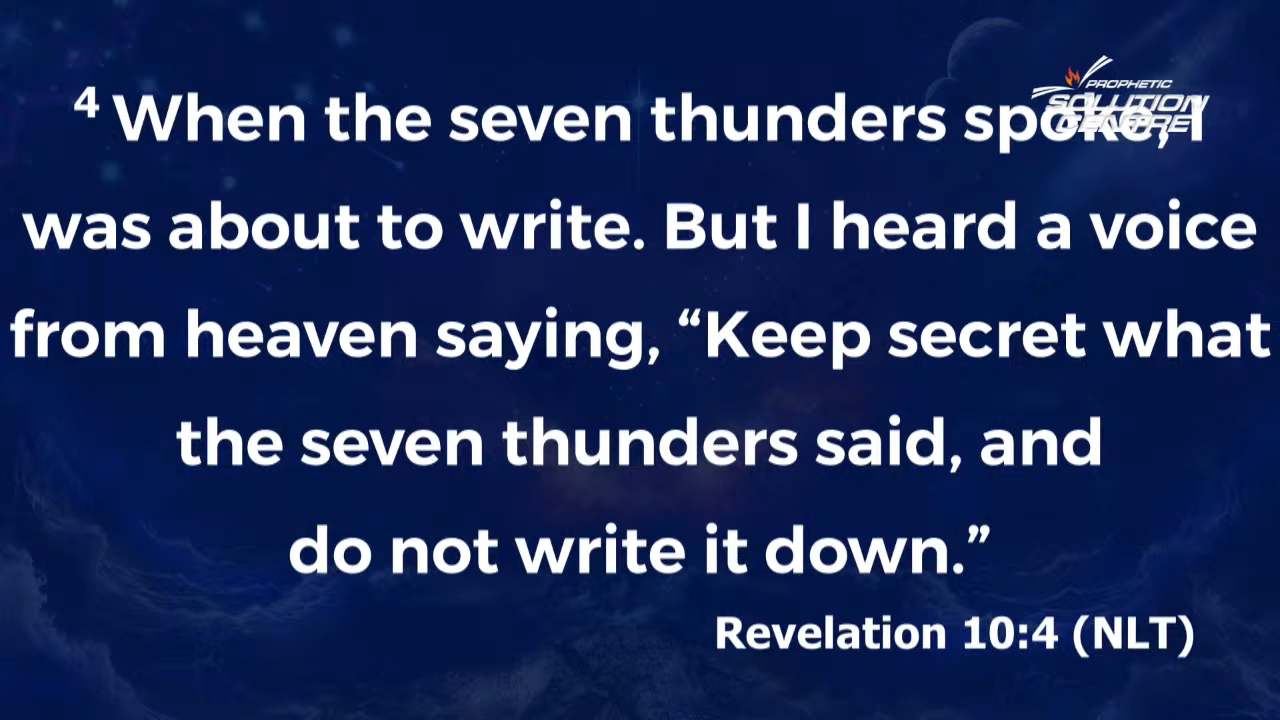 PROPHETIC
SOLUTION
CENTRE
4 When the seven thunders spoke, I
was about to write. But I heard a voice
from heaven saying, “Keep secret what
the seven thunders said, and
do not write it down.”
Revelation 10:4 (NLT)